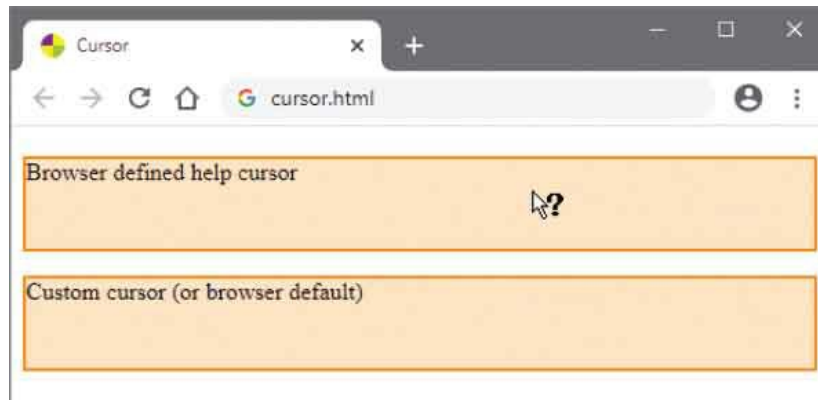 Cursor
cursor.html
Browser defined help cursor
?
Custom cursor (or browser default)